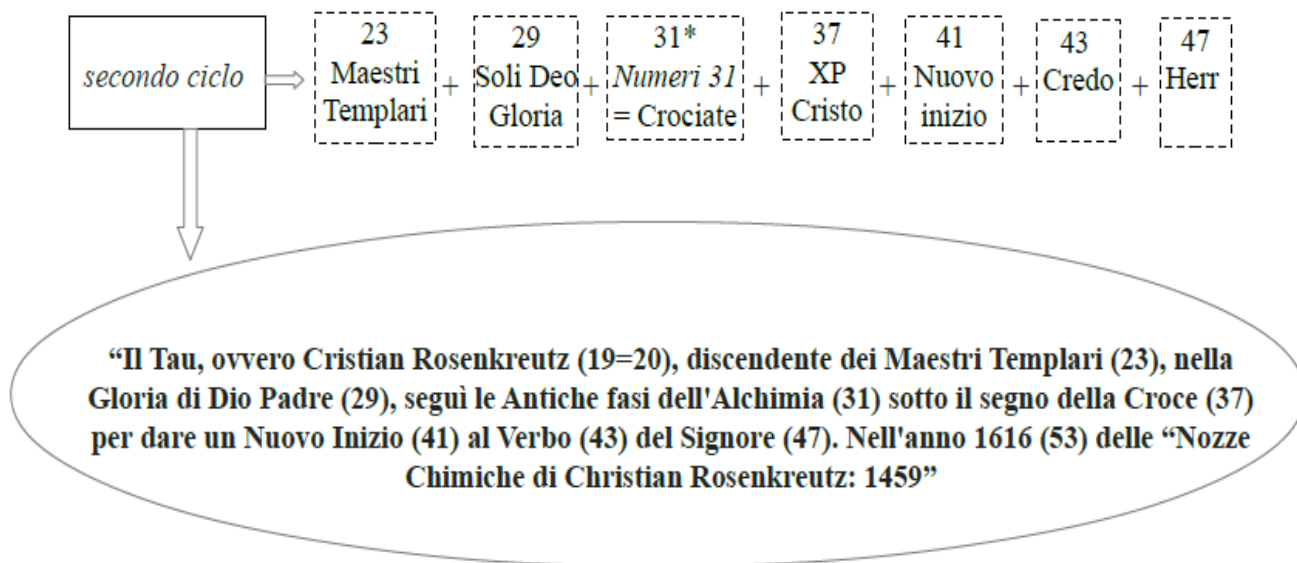 secondo ciclo
23
Maestri
Templari
+
29
Soli Deo
Gloria
+
31*
Numeri 31
= Crociate
+
37
XP
Cristo
+
41
Nuovo
inizio
+
43
Credo
+
47
Herr
“Il Tau, ovvero Cristian Rosenkreutz (19=20), discendente dei Maestri Templari (23), nella
Gloria di Dio Padre (29), seguì le Antiche fasi dell'Alchimia (31) sotto il segno della Croce (37)
per dare un Nuovo Inizio (41) al Verbo (43) del Signore (47). Nell'anno 1616 (53) delle “Nozze
Chimiche di Christian Rosenkreutz: 1459”